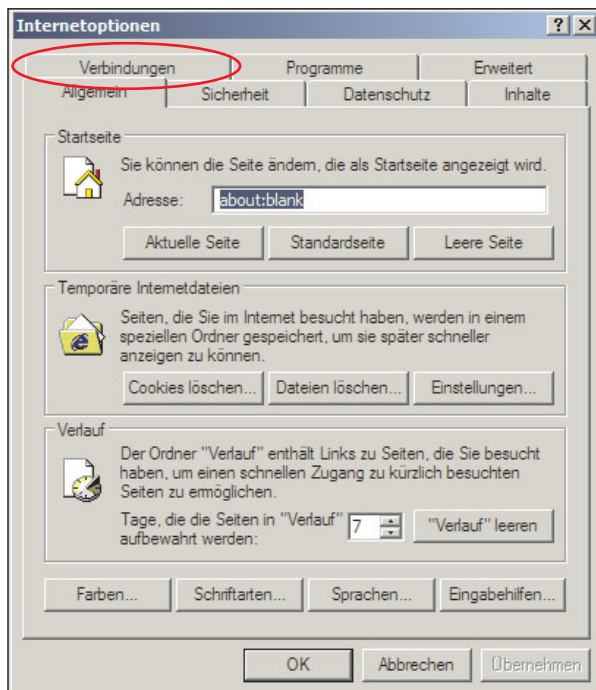 Internetoptionen
Verbindungen Programme Erweitert
Allgemein Sicherheit Datenschutz Inhalte
Startseite
Sie können die Seite ändern, die als Startseite angezeigt wird.
Adresse: about:blank
Aktuelle Seite Standardseite Leere Seite
Temporäre Internetdateien
Seiten, die Sie im Internet besucht haben, werden in einem
speziellen Ordner gespeichert, um sie später schneller
anzeigen zu können.
Cookies löschen... Dateien löschen... Einstellungen...
Verlauf
Der Ordner "Verlauf" enthält Links zu Seiten, die Sie besucht
haben, um einen schnellen Zugang zu kürzlich besuchten
Seiten zu ermöglichen.
Tage, die die Seiten in "Verlauf"
aufbewahrt werden: 7 "Verlauf" leeren
Farben... Schriftarten... Sprachen... Eingabehilfen...
OK Abbrechen Übernehmen